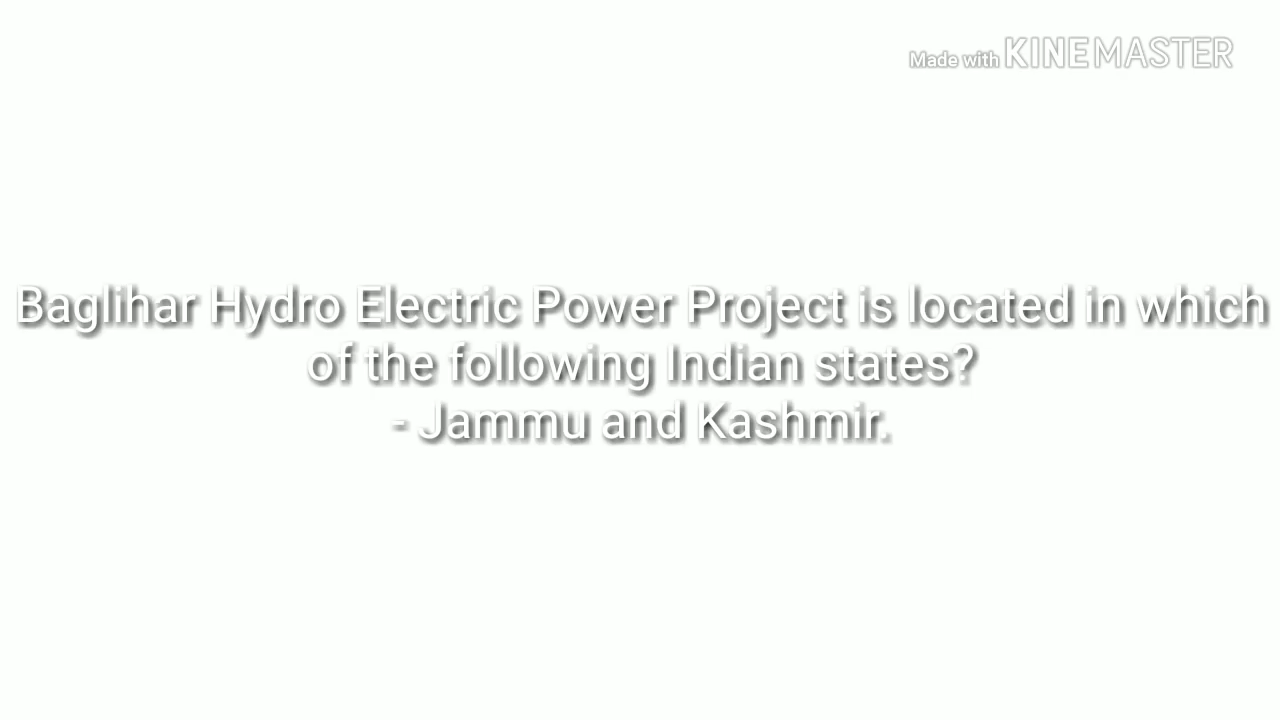 Made with KINEMASTER
Baglihar Hydro Electric Power Project is located in which
of the following Indian states?
- Jammu and Kashmir.